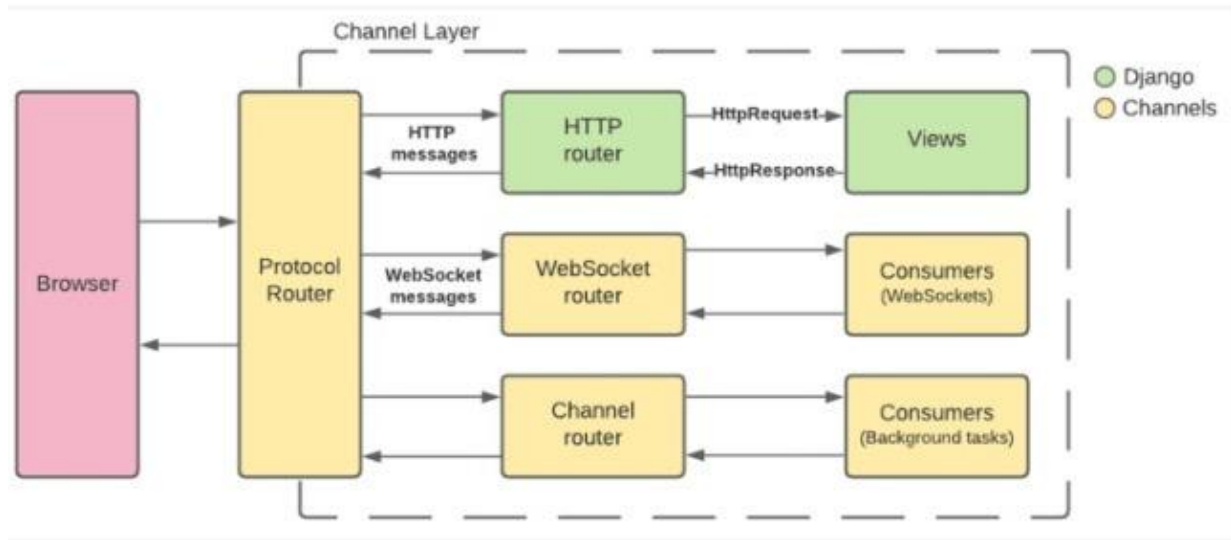 Channel Layer
Django
Channels
Browser
Protocol
Router
HTTP
messages
HTTP
router
HttpRequest
HttpResponse
Views
WebSocket
messages
WebSocket
router
Consumers
(WebSockets)
Channel
router
Consumers
(Background tasks)